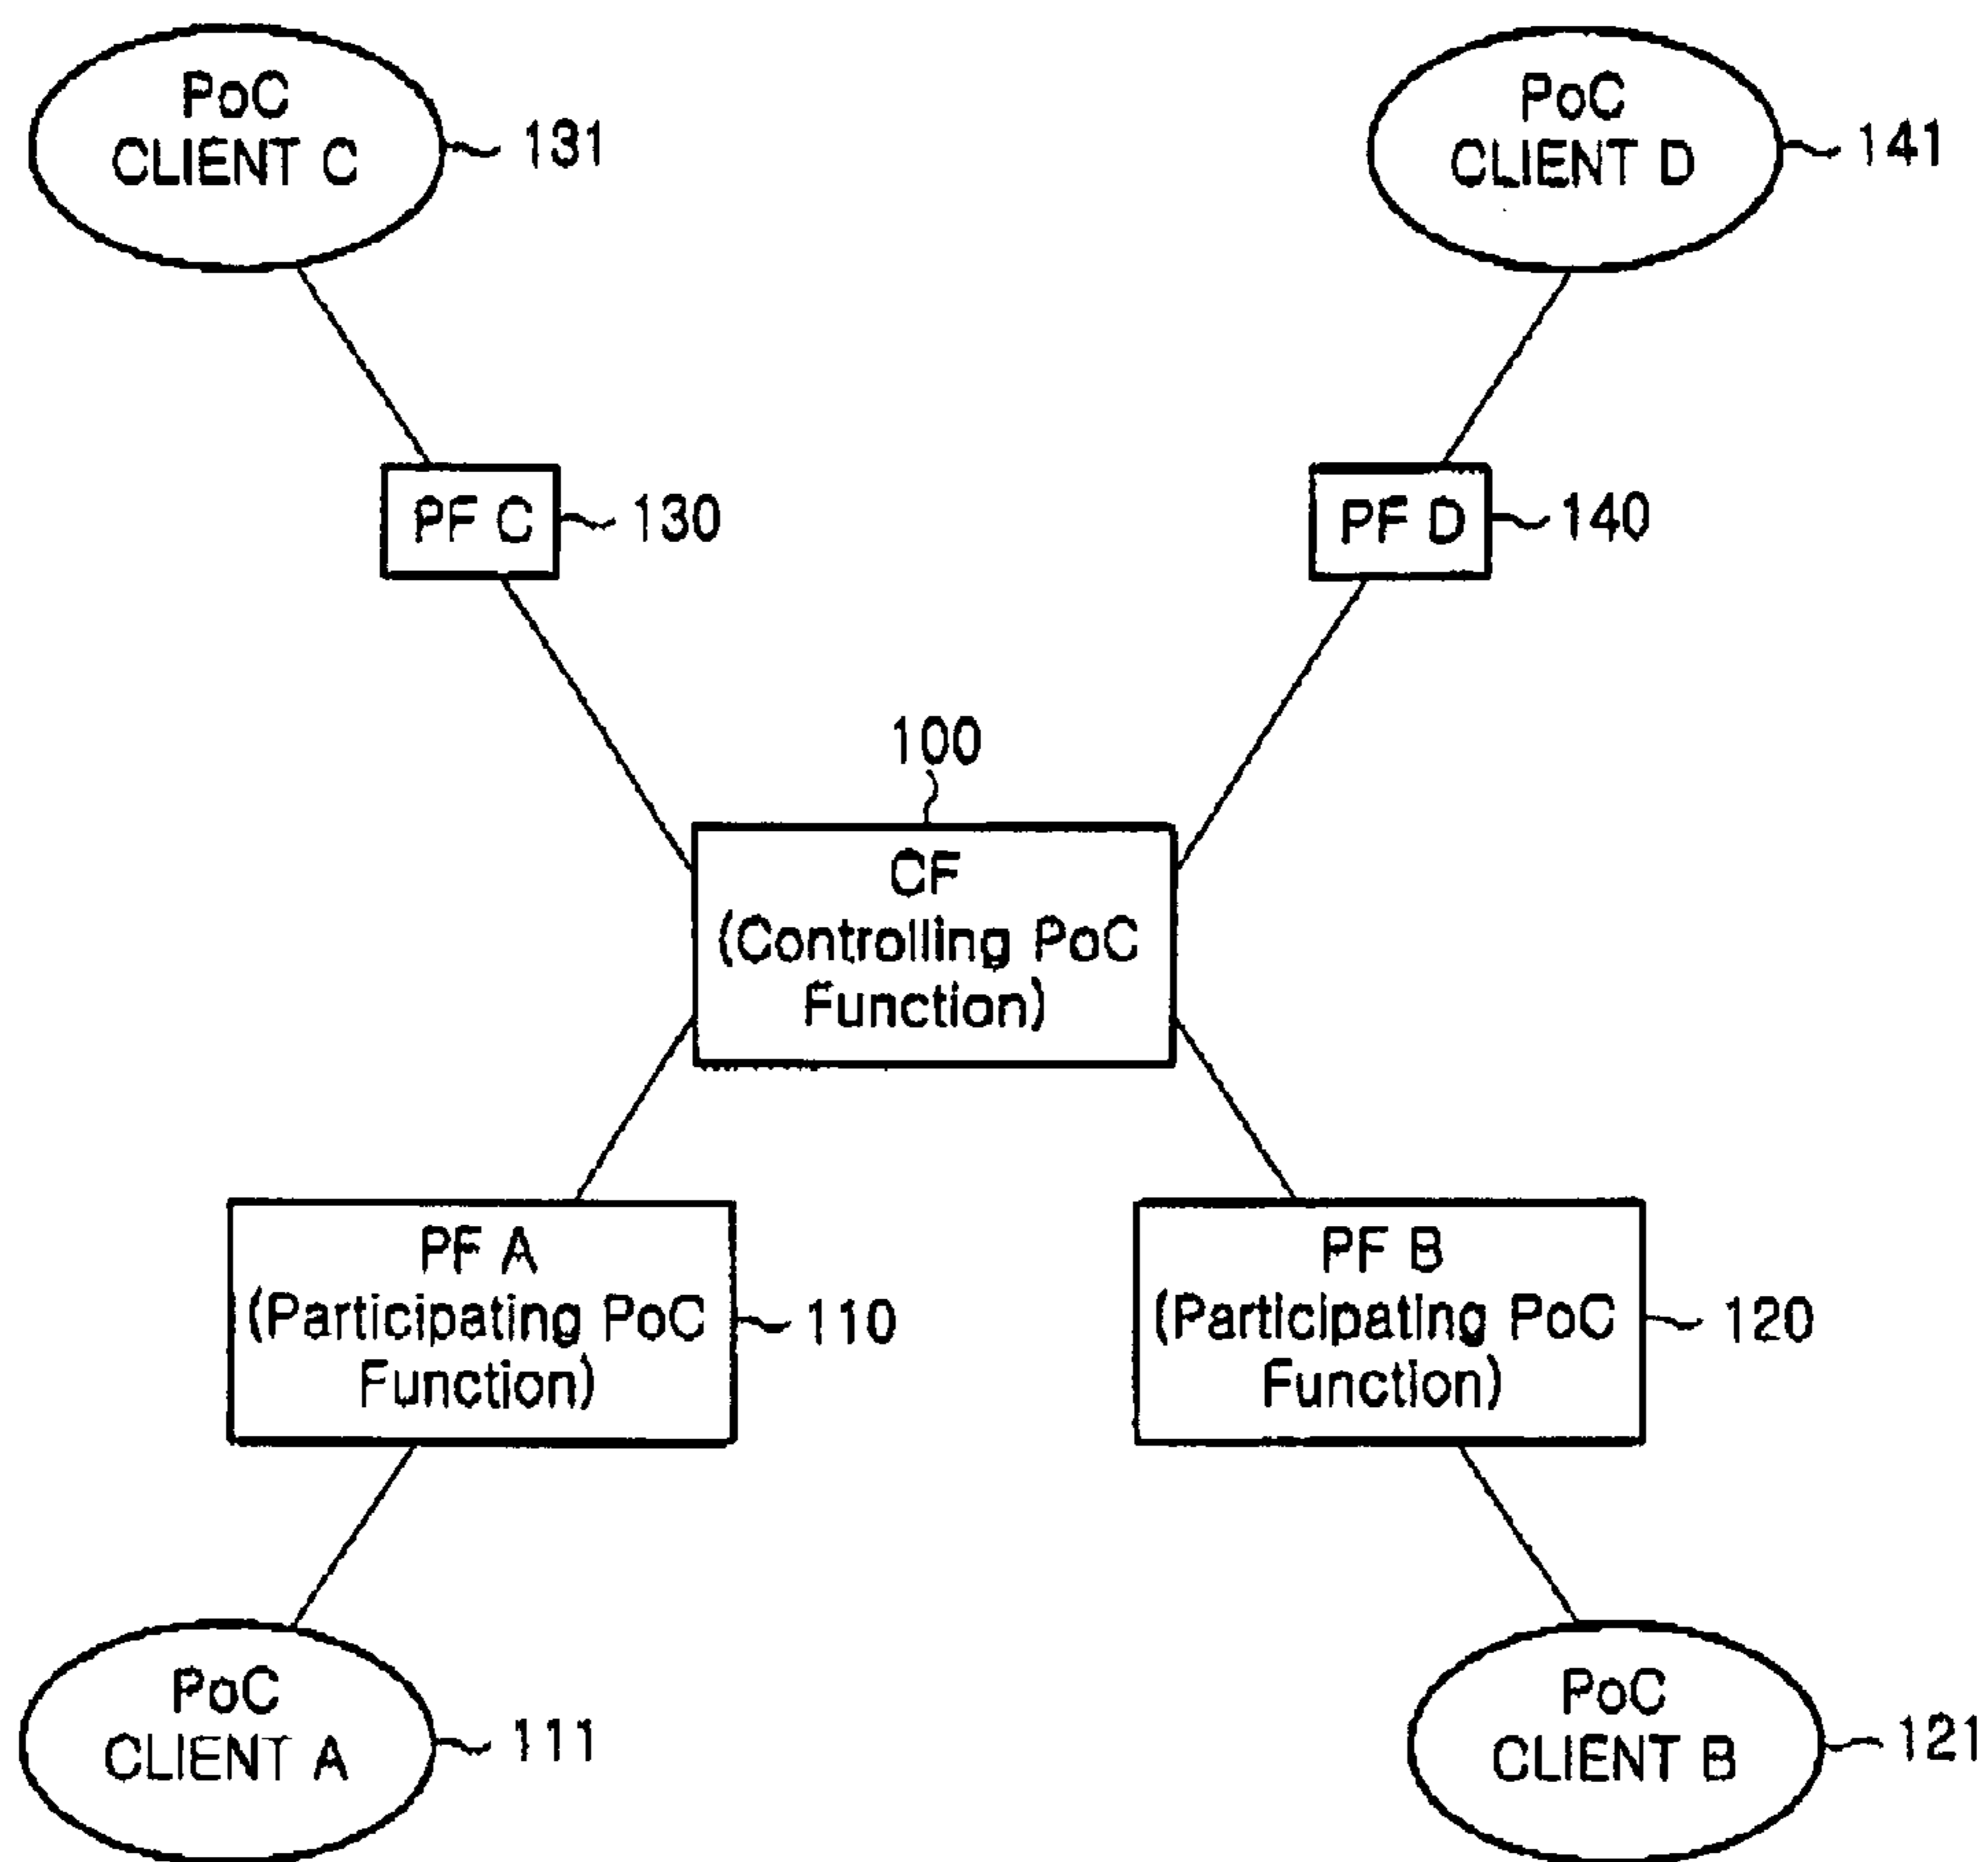 PoC
CLIENT C
131
PoC
CLIENT D
141
PF C
130
PF D
140
100
CF
(Controlling PoC
Function)
PF A
(Participating PoC
Function)
110
PF B
(Participating PoC
Function)
120
PoC
CLIENT A
111
PoC
CLIENT B
121